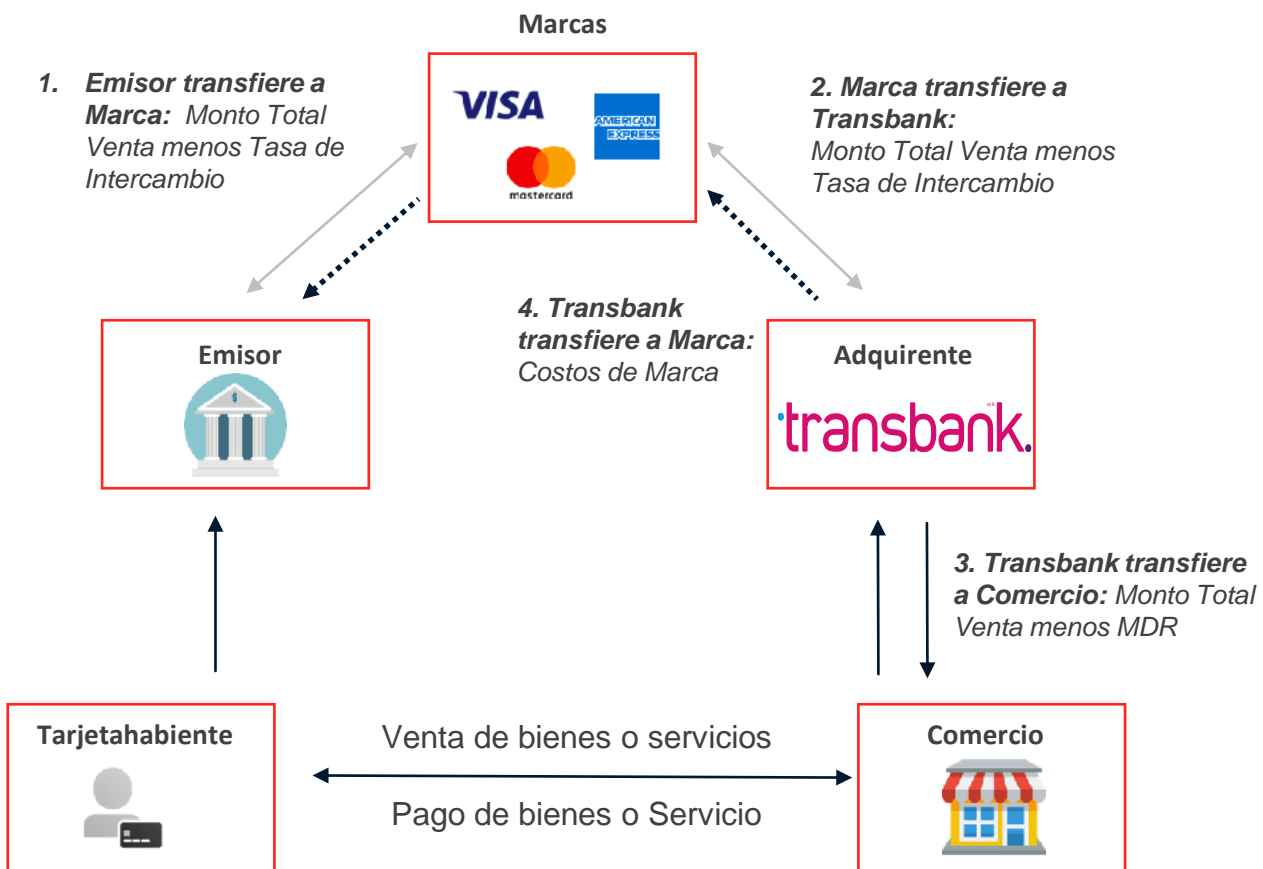 Marcas
1. Emisor transfiere a
Marca: Monto Total
Venta menos Tasa de
Intercambio
VISA
AMERICAN
EXPRESS
mastercard
2. Marca transfiere a
Transbank:
Monto Total Venta menos
Tasa de Intercambio
4. Transbank
transfiere a Marca:
Costos de Marca
Emisor
$
Adquirente
transbank.
3. Transbank transfiere
a Comercio: Monto Total
Venta menos MDR
Tarjetahabiente
Venta de bienes o servicios
Pago de bienes o Servicio
Comercio